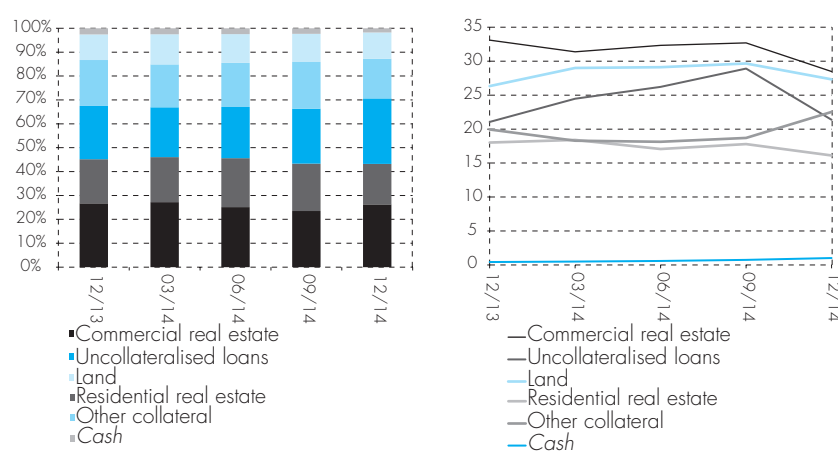 100%
90%
80%
70%
60%
50%
40%
30%
20%
10%
0%
12/13
03/14
06/14
09/14
12/14
Commercial real estate
Uncollateralised loans
Land
Residential real estate
Other collateral
Cash
35
30
25
20
15
10
5
0
12/13
03/14
06/14
09/14
12/14
Commercial real estate
Uncollateralised loans
Land
Residential real estate
Other collateral
Cash